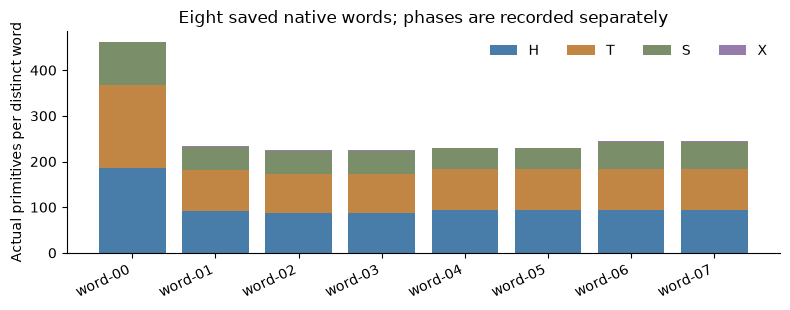 Eight saved native words; phases are recorded separately
Actual primitives per distinct word
H T S X
400
300
200
100
0
word-00 word-01 word-02 word-03 word-04 word-05 word-06 word-07